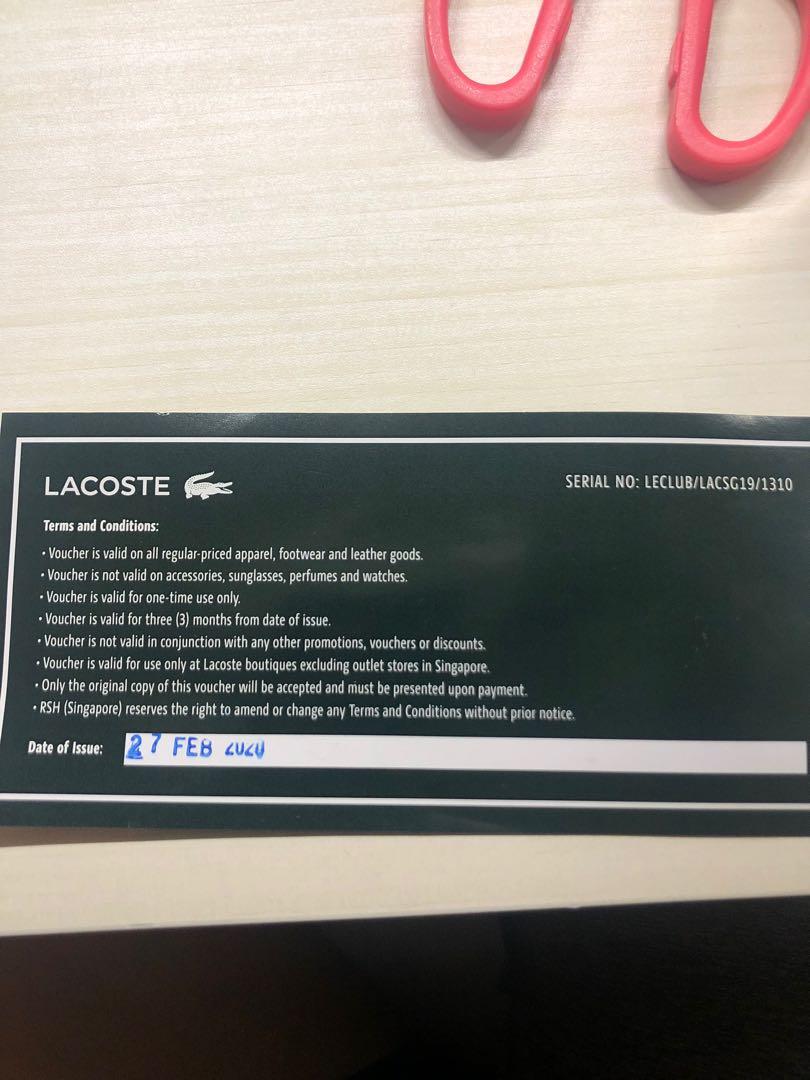 LACOSTE
SERIAL NO: LECLUB/LACSG19/1310
Terms and Conditions:
• Voucher is valid on all regular-priced apparel, footwear and leather goods.
• Voucher is not valid on accessories, sunglasses, perfumes and watches.
• Voucher is valid for one-time use only.
• Voucher is valid for three (3) months from date of issue.
• Voucher is not valid in conjunction with any other promotions, vouchers or discounts.
• Voucher is valid for use only at Lacoste boutiques excluding outlet stores in Singapore.
• Only the original copy of this voucher will be accepted and must be presented upon payment.
• RSH (Singapore) reserves the right to amend or change any Terms and Conditions without prior notice.
Date of Issue: 27 FEB 2020